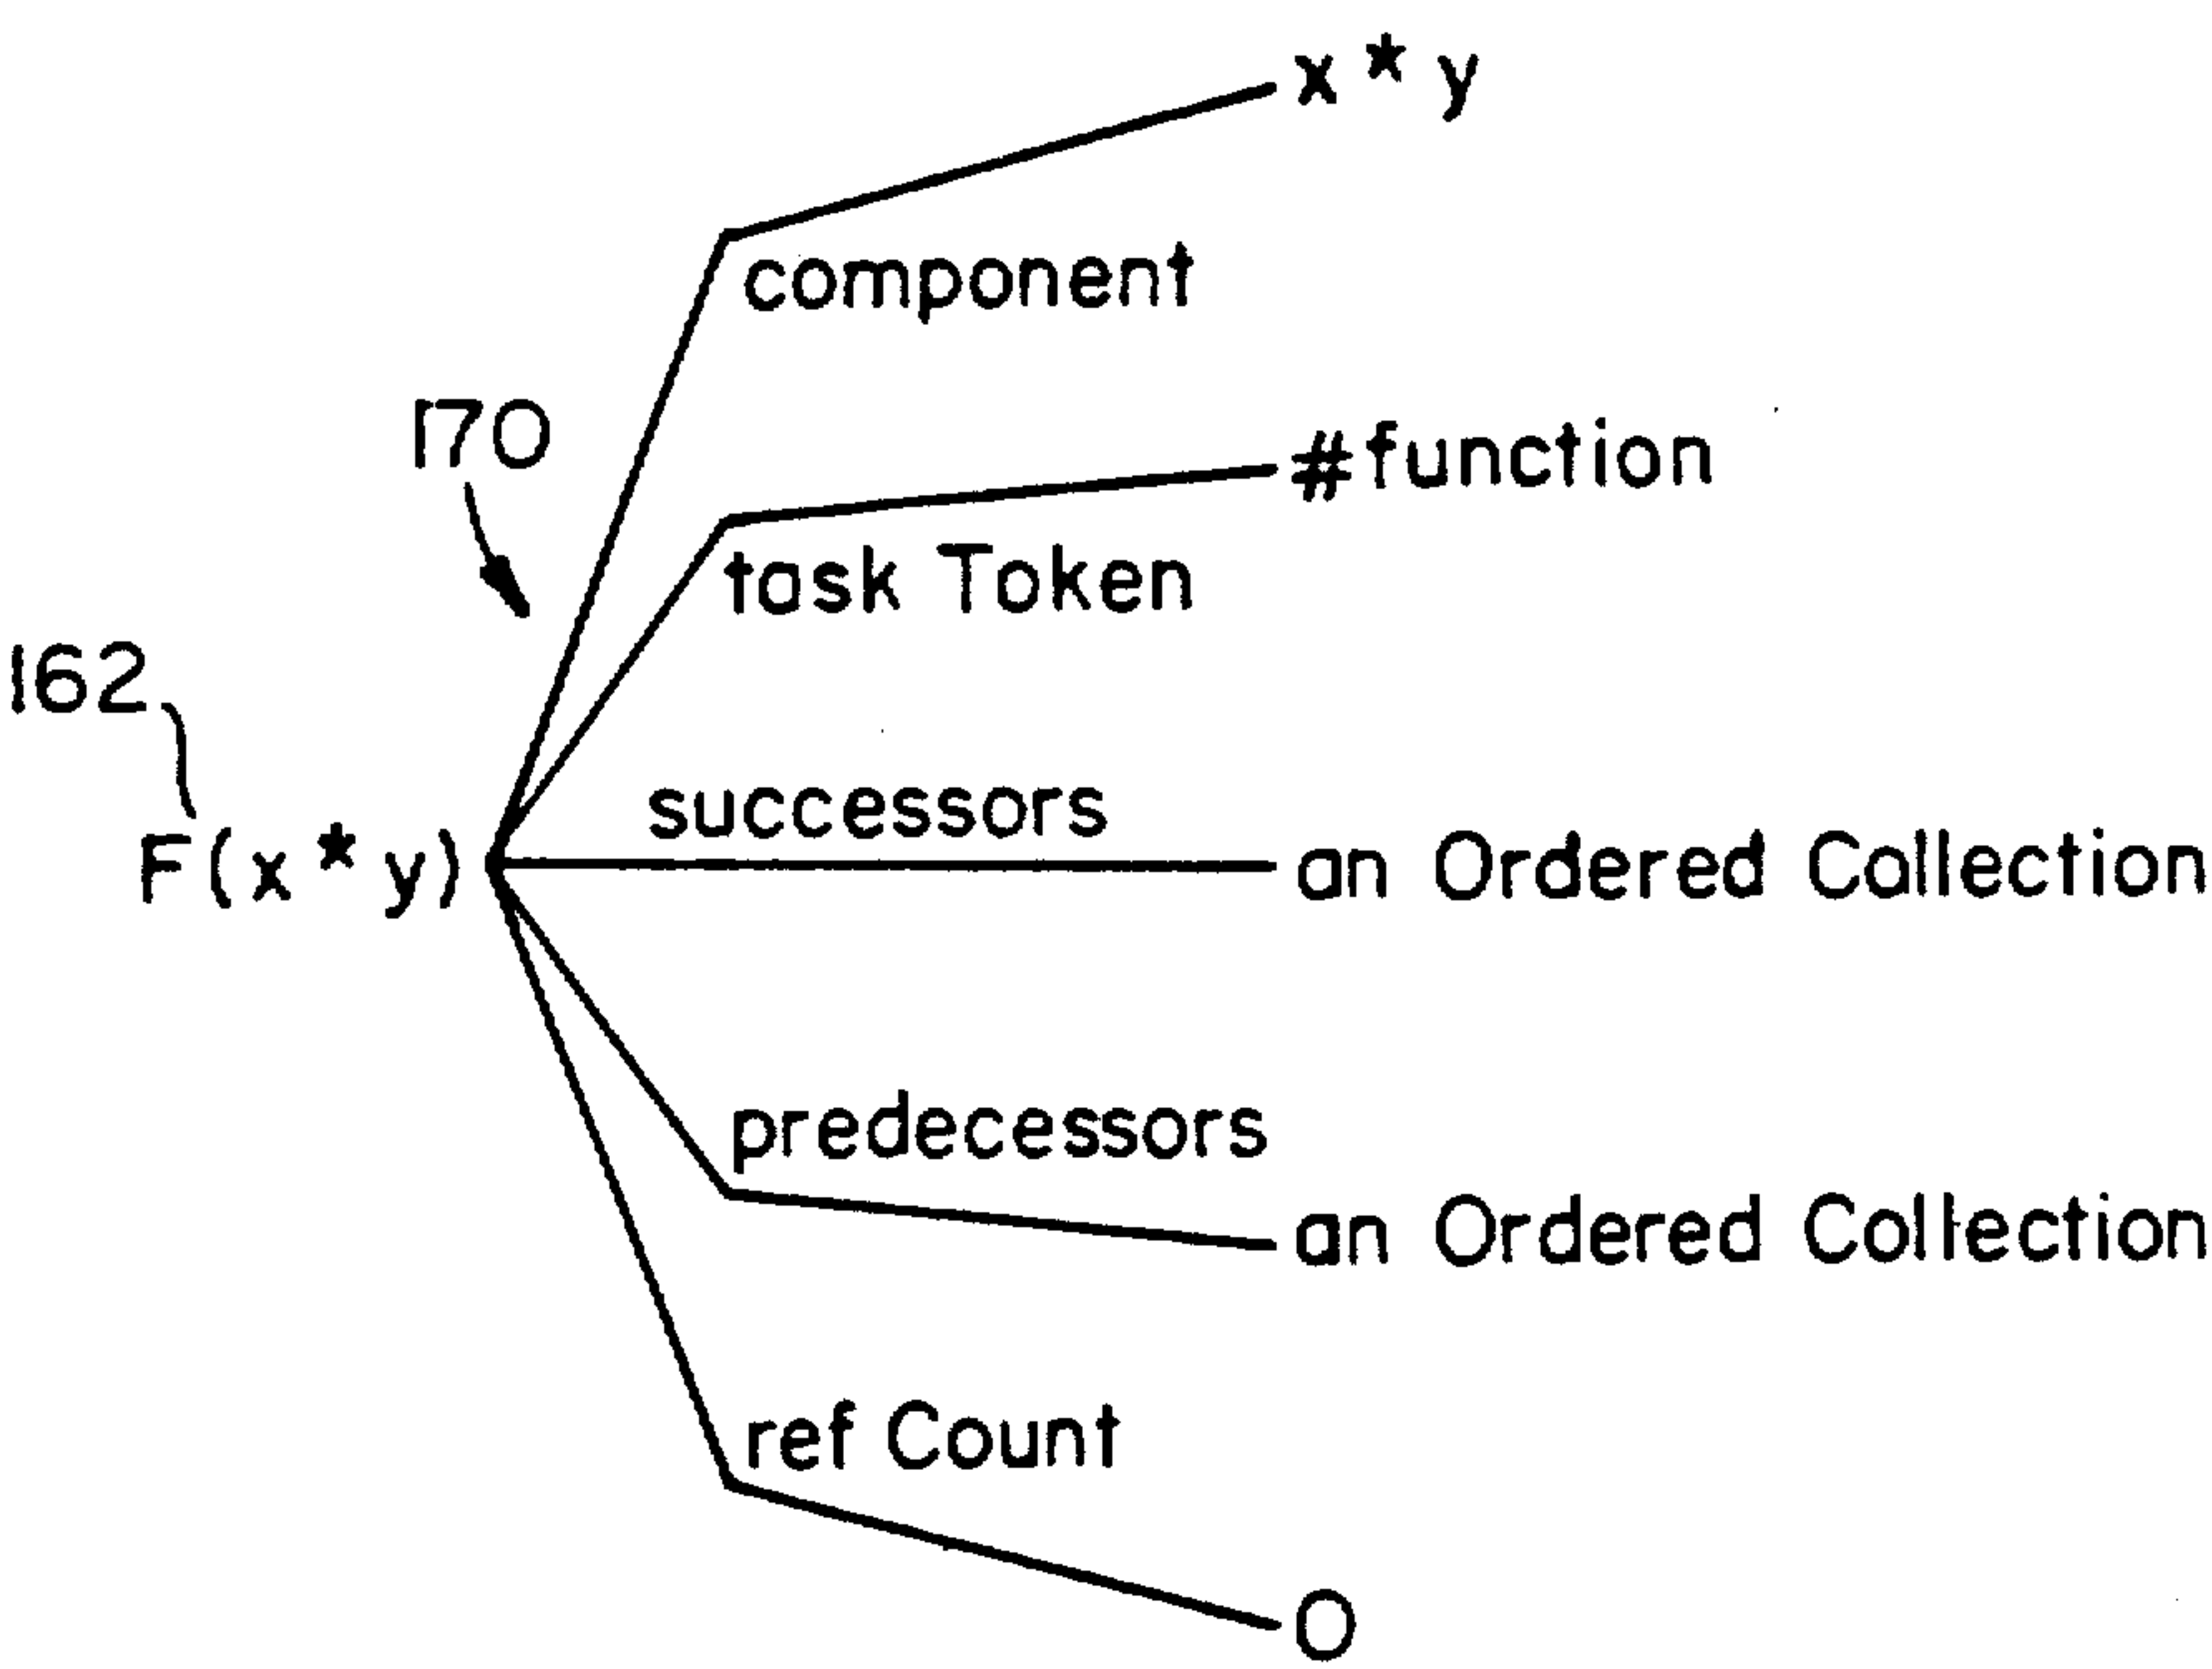 x * y
component
170
#function
task Token
162
successors
F(x * y)
an Ordered Collection
predecessors
an Ordered Collection
ref Count
0